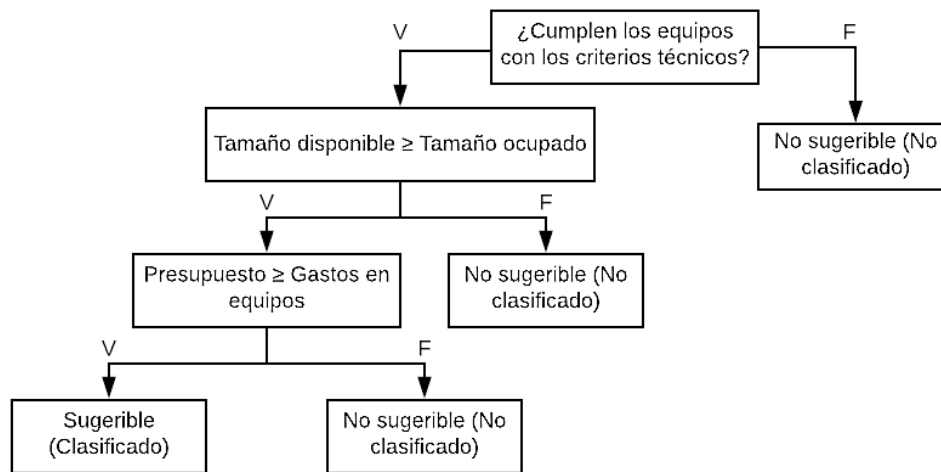 V
¿Cumplen los equipos
con los criterios técnicos?
F
Tamaño disponible ≥ Tamaño ocupado
No sugerible (No
clasificado)
V
F
Presupuesto ≥ Gastos en
equipos
No sugerible (No
clasificado)
V
F
Sugerible
(Clasificado)
No sugerible (No
clasificado)